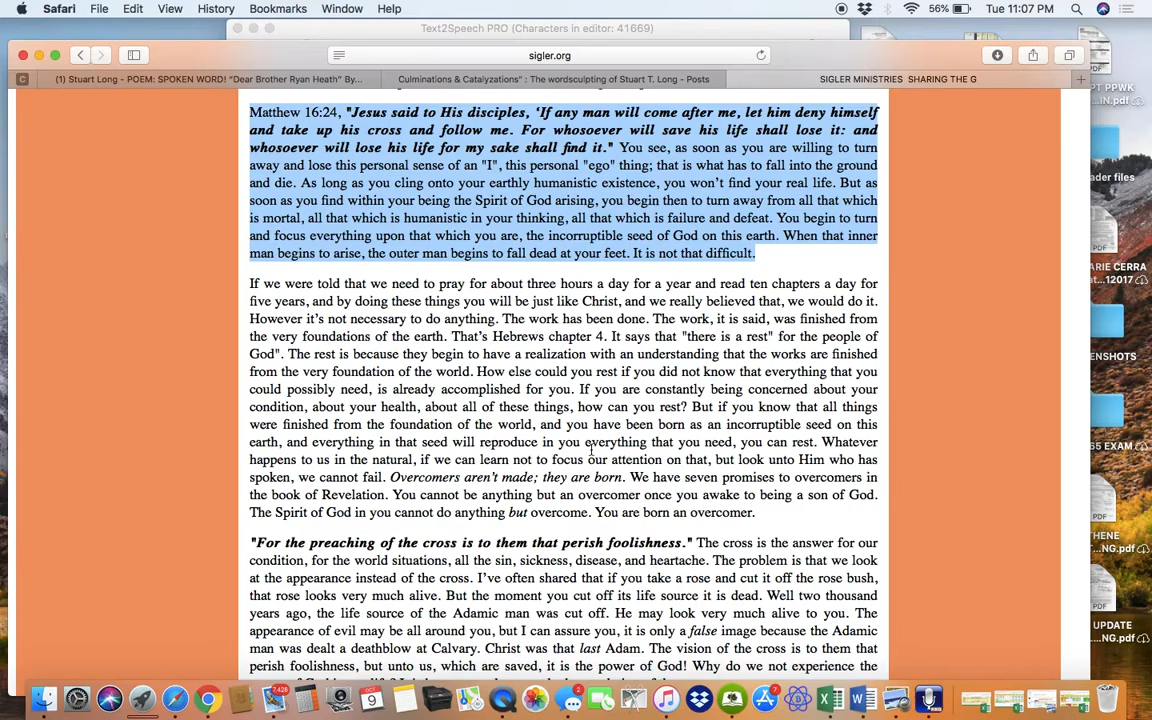 Safari File Edit View History Bookmarks Window Help 56% Tue 11:07 PM
Text2Speech PRO (Characters in editor: 41669)
sigler.org
(1) Stuart Long - POEM: SPOKEN WORD! “Dear Brother Ryan Heath” By...
Culminations & Catalyzations" : The wordsculpting of Stuart T. Long - Posts
SIGLER MINISTRIES SHARING THE G
Matthew 16:24, "Jesus said to His disciples, ‘If any man will come after me, let him deny himself
and take up his cross and follow me. For whosoever will save his life shall lose it: and
whosoever will lose his life for my sake shall find it." You see, as soon as you are willing to turn
away and lose this personal sense of an "I", this personal "ego" thing; that is what has to fall into the ground
and die. As long as you cling onto your earthly humanistic existence, you won’t find your real life. But as
soon as you find within your being the Spirit of God arising, you begin then to turn away from all that which
is mortal, all that which is humanistic in your thinking, all that which is failure and defeat. You begin to turn
and focus everything upon that which you are, the incorruptible seed of God on this earth. When that inner
man begins to arise, the outer man begins to fall dead at your feet. It is not that difficult.
If we were told that we need to pray for about three hours a day for a year and read ten chapters a day for
five years, and by doing these things you will be just like Christ, and we really believed that, we would do it.
However it’s not necessary to do anything. The work has been done. The work, it is said, was finished from
the very foundations of the earth. That’s Hebrews chapter 4. It says that "there is a rest" for the people of
God". The rest is because they begin to have a realization with an understanding that the works are finished
from the very foundation of the world. How else could you rest if you did not know that everything that you
could possibly need, is already accomplished for you. If you are constantly being concerned about your
condition, about your health, about all of these things, how can you rest? But if you know that all things
were finished from the foundation of the world, and you have been born as an incorruptible seed on this
earth, and everything in that seed will reproduce in you everything that you need, you can rest. Whatever
happens to us in the natural, if we can learn not to focus our attention on that, but look unto Him who has
spoken, we cannot fail. Overcomers aren’t made; they are born. We have seven promises to overcomers in
the book of Revelation. You cannot be anything but an overcomer once you awake to being a son of God.
The Spirit of God in you cannot do anything but overcome. You are born an overcomer.
"For the preaching of the cross is to them that perish foolishness." The cross is the answer for our
condition, for the world situations, all the sin, sickness, disease, and heartache. The problem is that we look
at the appearance instead of the cross. I’ve often shared that if you take a rose and cut it off the rose bush,
that rose looks very much alive. But the moment you cut off its life source it is dead. Well two thousand
years ago, the life source of the Adamic man was cut off. He may look very much alive to you. The
appearance of evil may be all around you, but I can assure you, it is only a false image because the Adamic
man was dealt a deathblow at Calvary. Christ was that last Adam. The vision of the cross is to them that
perish foolishness, but unto us, which are saved, it is the power of God! Why do we not experience the
PT PPWK
IN.pdf
ader files
PDF
ARIE CERRA
t...12017
ENSHOTS
PDF
65 EXAM
PDF
THENE
NG.pdf
PDF
UPDATE
NG.pdf
7,428
OCT
9
2
7